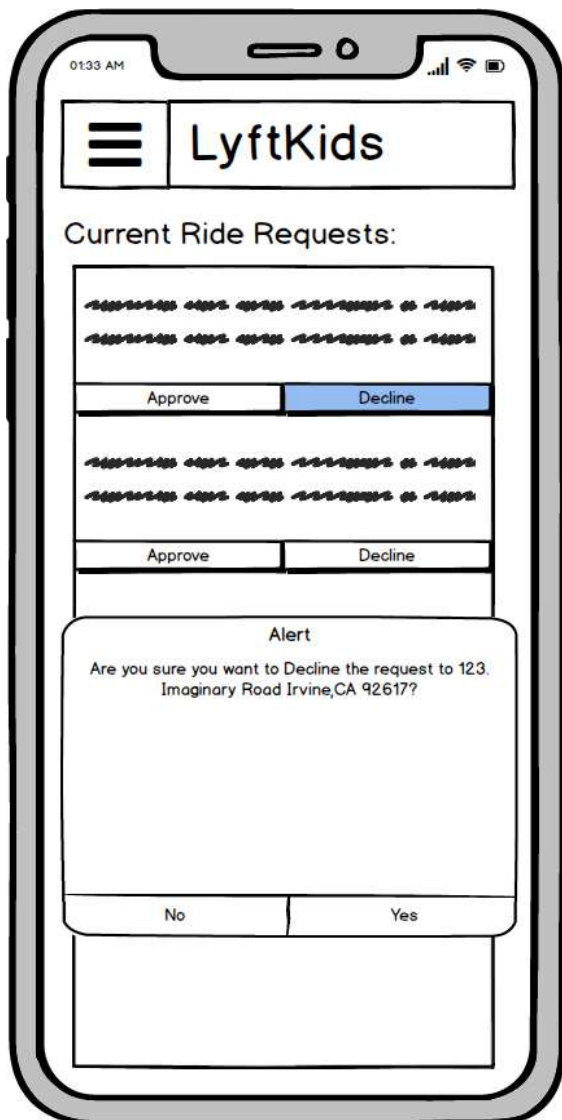 01:33 AM
LyftKids
Current Ride Requests:
Approve Decline
Approve Decline
Alert
Are you sure you want to Decline the request to 123.
Imaginary Road Irvine,CA 92617?
No Yes